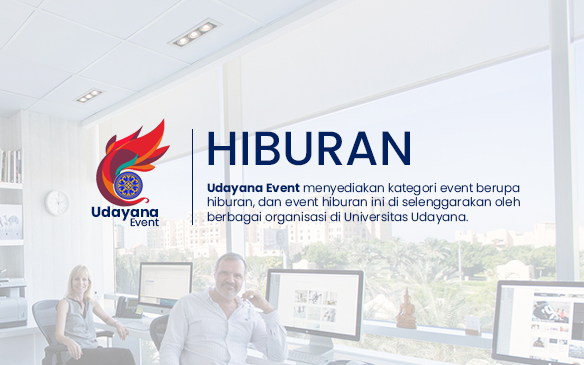 HIBURAN
Udayana Event menyediakan kategori event berupa
hiburan, dan event hiburan ini di selenggarakan oleh
berbagai organisasi di Universitas Udayana.
Udayana
Event